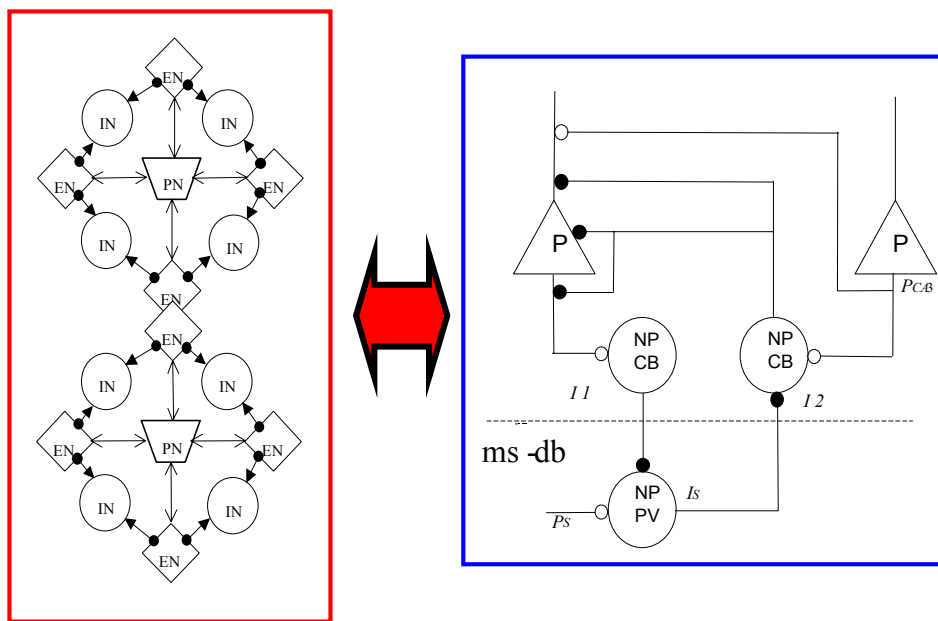 EN
IN IN
EN PN EN
IN IN
EN
EN
IN IN
EN PN EN
IN IN
EN
P P
PCAB
NP CB
NP CB
I 1
I 2
ms -db
NP PV
IS
PS